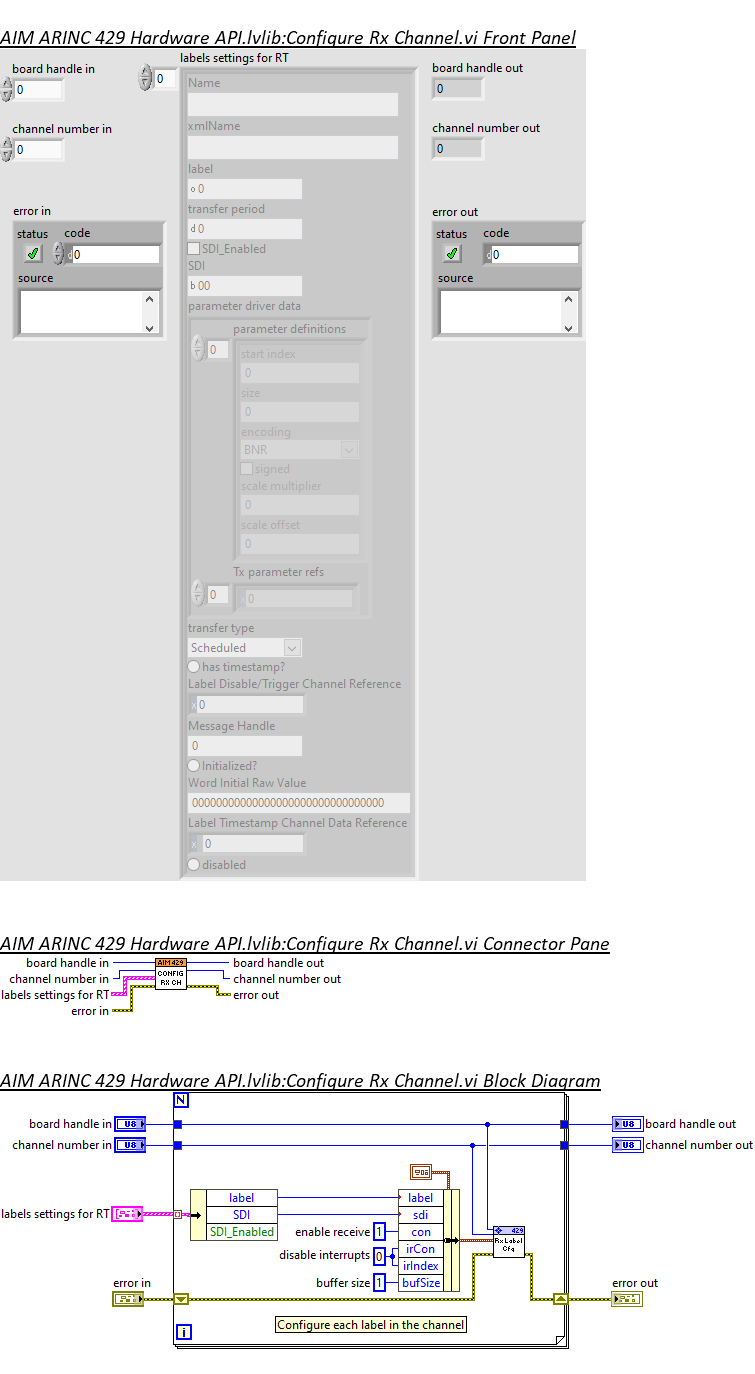 AIM ARINC 429 Hardware API.lvlib:Configure Rx Channel.vi Front Panel
labels settings for RT
board handle in
0
0
board handle out
0
channel number in
0
channel number out
0
error in
status
code
d 0
source
error out
status
code
d 0
source
Name
xmlName
label
o 0
transfer period
d 0
SDI_Enabled
SDI
b 00
parameter driver data
parameter definitions
0
start index
0
size
0
encoding
BNR
signed
scale multiplier
0
scale offset
0
Tx parameter refs
0
x 0
transfer type
Scheduled
has timestamp?
Label Disable/Trigger Channel Reference
x 0
Message Handle
0
Initialized?
Word Initial Raw Value
00000000000000000000000000000000
Label Timestamp Channel Data Reference
x 0
disabled
AIM ARINC 429 Hardware API.lvlib:Configure Rx Channel.vi Connector Pane
board handle in
channel number in
labels settings for RT
error in
AIM 429
CONFIG
RX CH
board handle out
channel number out
error out
AIM ARINC 429 Hardware API.lvlib:Configure Rx Channel.vi Block Diagram
N
board handle in
U8
U8
board handle out
channel number in
U8
U8
channel number out
labels settings for RT
label
SDI
SDI_Enabled
enable receive
1
disable interrupts
0
buffer size
1
label
sdi
con
irCon
irIndex
bufSize
429
Rx Label
Cfg
error in
error out
Configure each label in the channel
i